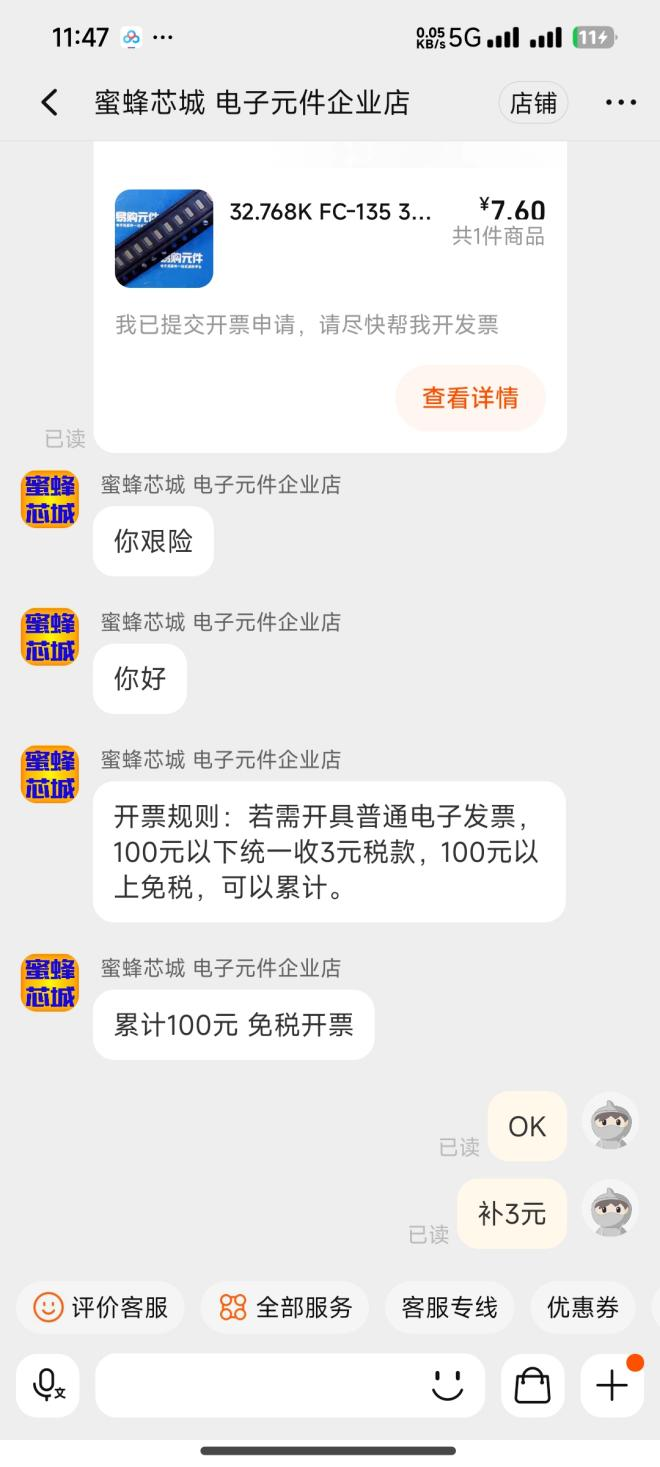 11:47
0.05
KB/s
5G
11
蜜蜂芯城 电子元件企业店
店铺
易购元件
易购元件
32.768K FC-135 3...
¥7.60
共1件商品
我已提交开票申请，请尽快帮我开发票
查看详情
已读
蜜蜂
芯城
蜜蜂芯城 电子元件企业店
你艰险
蜜蜂
芯城
蜜蜂芯城 电子元件企业店
你好
蜜蜂
芯城
蜜蜂芯城 电子元件企业店
开票规则：若需开具普通电子发票，
100元以下统一收3元税款，100元以
上免税，可以累计。
蜜蜂
芯城
蜜蜂芯城 电子元件企业店
累计100元 免税开票
OK
已读
补3元
已读
评价客服
全部服务
客服专线
优惠券
文